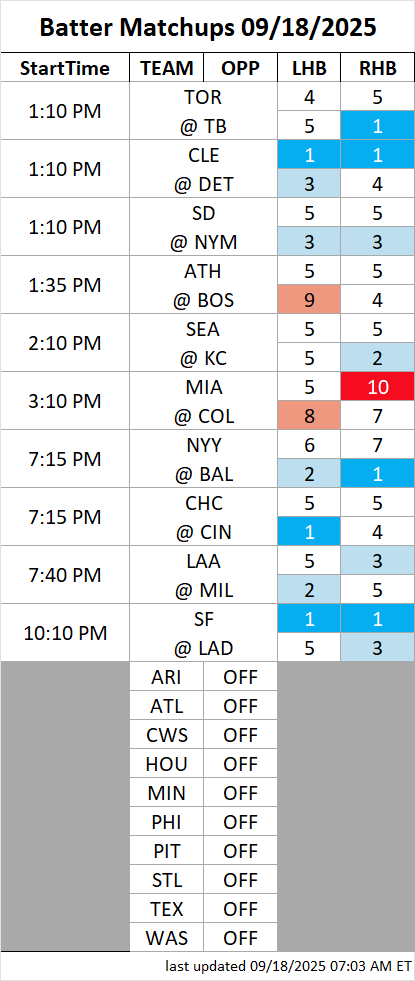 Batter Matchups 09/18/2025
StartTime TEAM OPP LHB RHB
1:10 PM TOR 4 5
@ TB 5 1
1:10 PM CLE 1 1
@ DET 3 4
1:10 PM SD 5 5
@ NYM 3 3
1:35 PM ATH 5 5
@ BOS 9 4
2:10 PM SEA 5 5
@ KC 5 2
3:10 PM MIA 5 10
@ COL 8 7
7:15 PM NYY 6 7
@ BAL 2 1
7:15 PM CHC 5 5
@ CIN 1 4
7:40 PM LAA 5 3
@ MIL 2 5
10:10 PM SF 1 1
@ LAD 5 3
ARI OFF
ATL OFF
CWS OFF
HOU OFF
MIN OFF
PHI OFF
PIT OFF
STL OFF
TEX OFF
WAS OFF
last updated 09/18/2025 07:03 AM ET